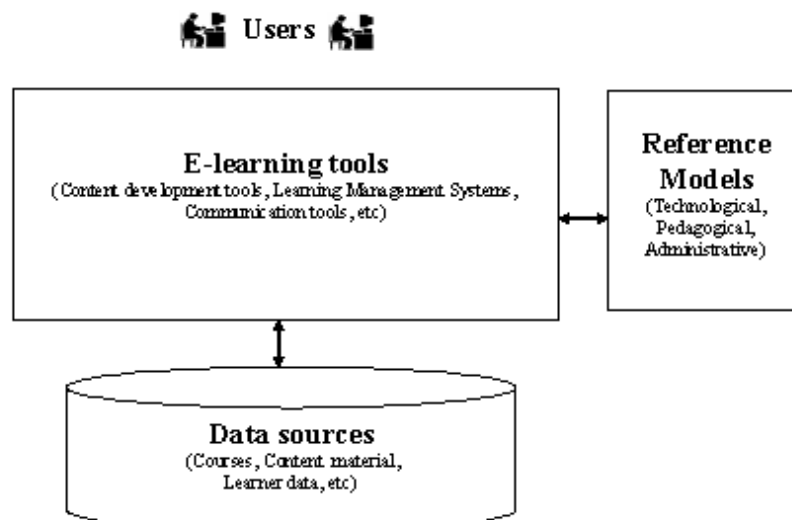 Users
E-learning tools
(Content development tools, Learning Management Systems,
Communication tools, etc)
Reference
Models
(Technological,
Pedagogical,
Administrative)
Data sources
(Courses, Content material,
Learner data, etc)